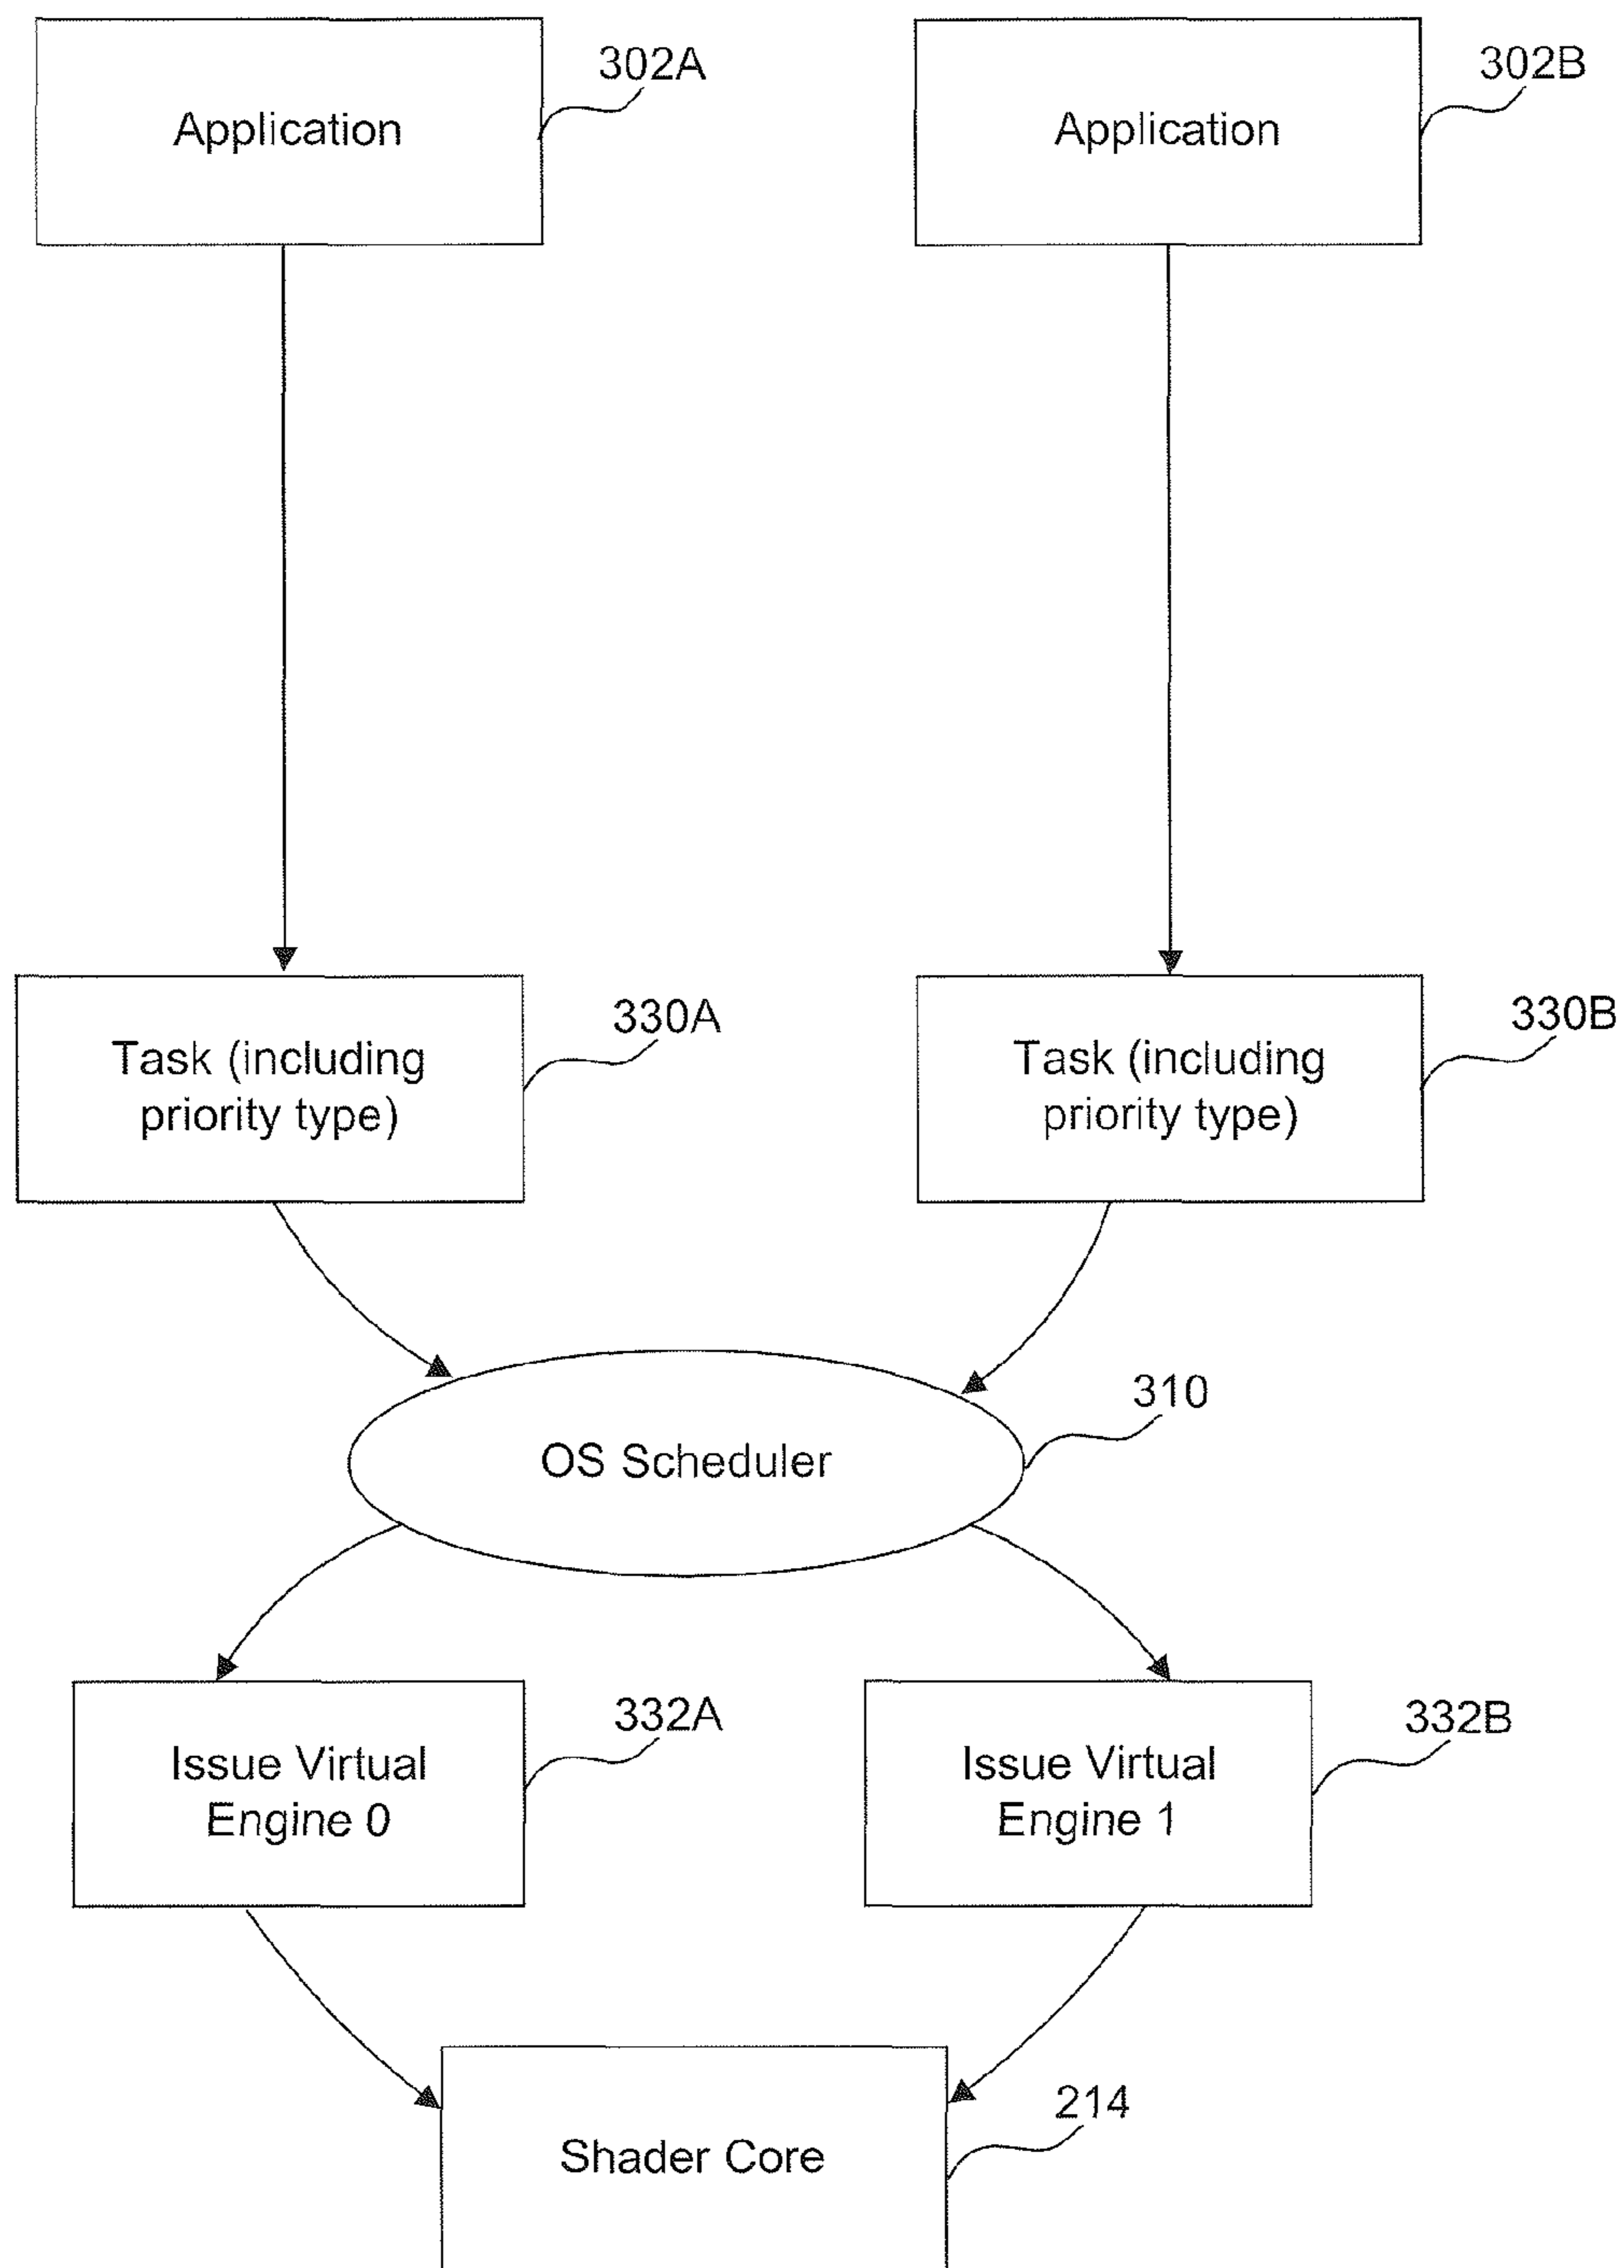 302A
302B
Application
Application
330A
330B
Task (including
priority type)
Task (including
priority type)
310
OS Scheduler
332A
332B
Issue Virtual
Engine 0
Issue Virtual
Engine 1
214
Shader Core